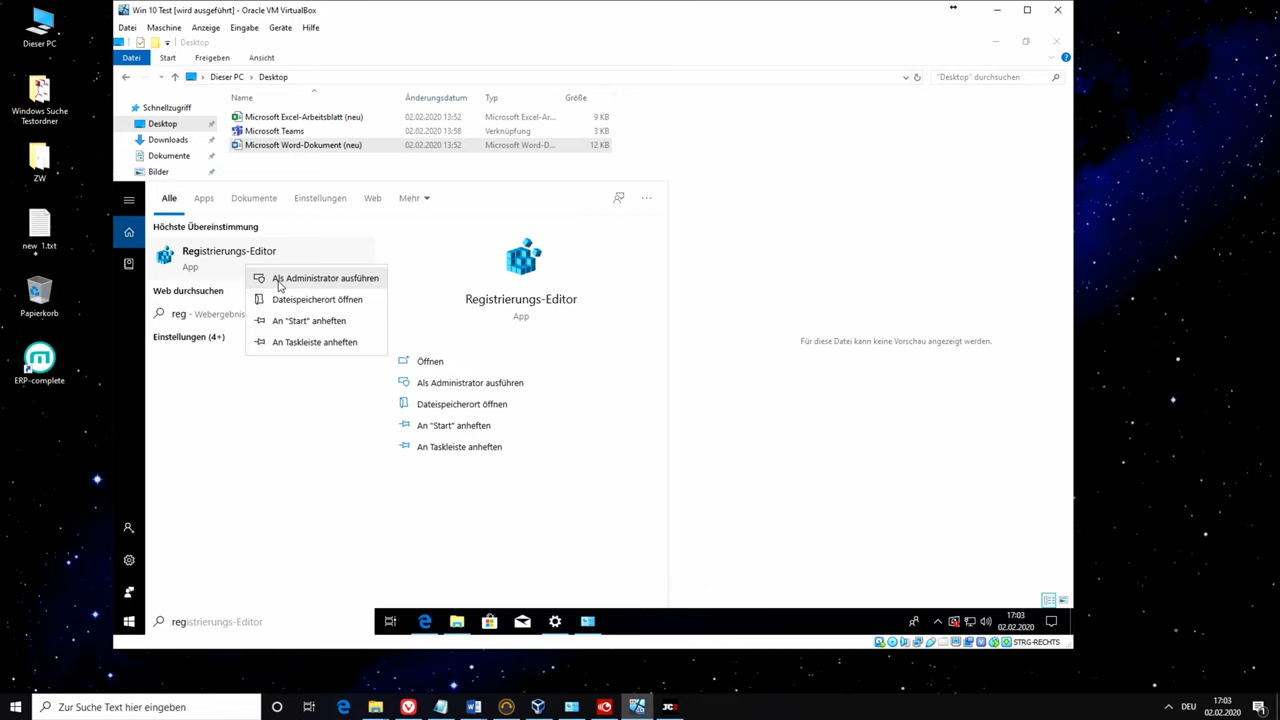 Win 10 Test [wird ausgeführt] - Oracle VM VirtualBox
Datei Maschine Anzeige Eingabe Geräte Hilfe
Desktop
Datei Start Freigeben Ansicht
Dieser PC > Desktop
"Desktop" durchsuchen
Schnellzugriff
Desktop
Downloads
Dokumente
Bilder
Name Änderungsdatum Typ Größe
Microsoft Excel-Arbeitsblatt (neu) 02.02.2020 13:52 Microsoft Excel-Ar... 9 KB
Microsoft Teams 02.02.2020 13:58 Verknüpfung 3 KB
Microsoft Word-Dokument (neu) 02.02.2020 13:52 Microsoft Word-D... 12 KB
Für diese Datei kann keine Vorschau angezeigt werden.
Dieser PC
Windows Suche
Testordner
ZW
new_1.txt
Papierkorb
ERP-complete
Alle Apps Dokumente Einstellungen Web Mehr
Höchste Übereinstimmung
Registrierungs-Editor
App
Web durchsuchen
reg - Webergebnis
Einstellungen (4+)
Als Administrator ausführen
Dateispeicherort öffnen
An "Start" anheften
An Taskleiste anheften
Registrierungs-Editor
App
Öffnen
Als Administrator ausführen
Dateispeicherort öffnen
An "Start" anheften
An Taskleiste anheften
registrierungs-Editor
17:03
02.02.2020
STRG-RECHTS
Zur Suche Text hier eingeben
DEU
17:03
02.02.2020